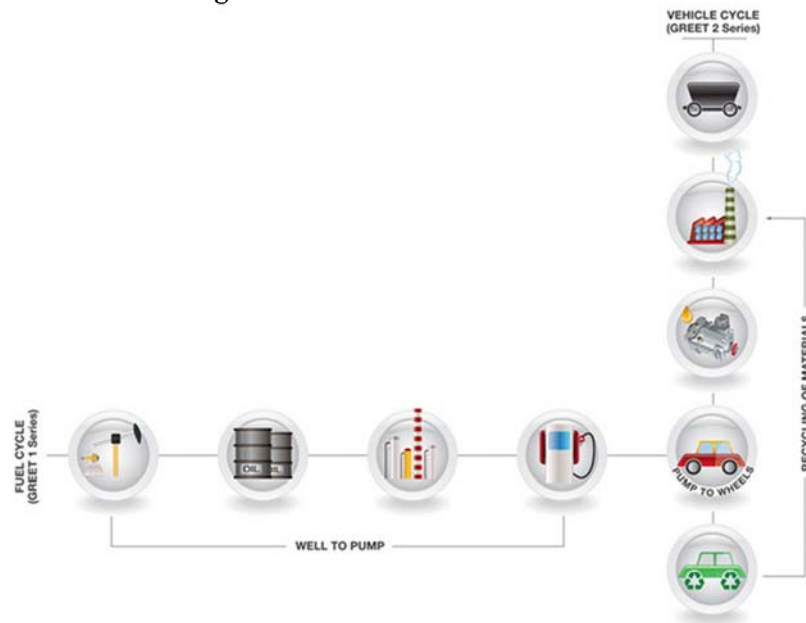 VEHICLE CYCLE
(GREET 2 Series)
RECYCLING OF MATERIALS
FUEL CYCLE
(GREET 1 Series)
OIL
OIL
PUMP TO WHEELS
WELL TO PUMP